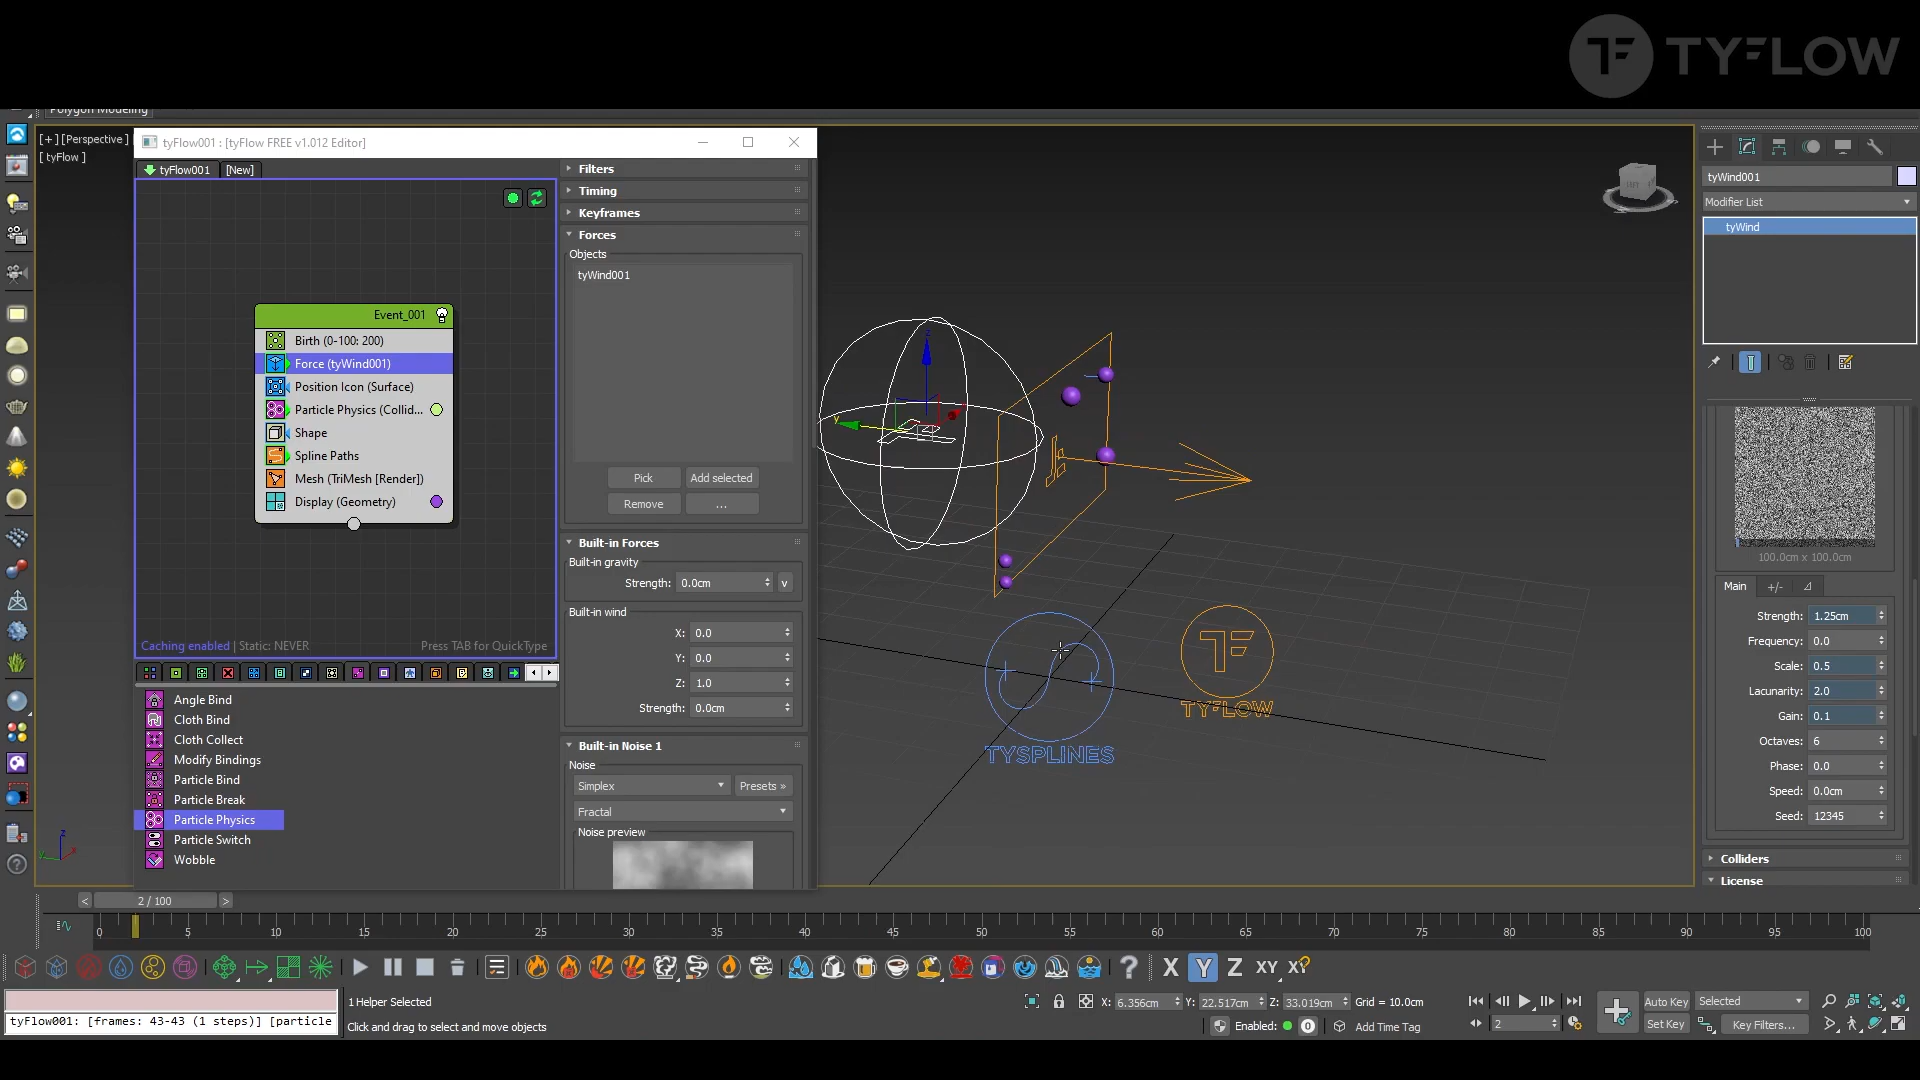 TYFLOW
Polygon Modeling
[+] [Perspective ]
[ tyFlow ]
tyFlow001 : [tyFlow FREE v1.012 Editor]
tyFlow001
[New]
Event_001
Birth (0-100: 200)
Force (tyWind001)
Position Icon (Surface)
Particle Physics (Collid...
Shape
Spline Paths
Mesh (TriMesh [Render])
Display (Geometry)
Caching enabled | Static: NEVER
Press TAB for QuickType
Angle Bind
Cloth Bind
Cloth Collect
Modify Bindings
Particle Bind
Particle Break
Particle Physics
Particle Switch
Wobble
Filters
Timing
Keyframes
Forces
Objects
tyWind001
Pick
Add selected
Remove
...
Built-in Forces
Built-in gravity
Strength: 0.0cm
v
Built-in wind
X: 0.0
Y: 0.0
Z: 1.0
Strength: 0.0cm
Built-in Noise 1
Noise
Simplex
Presets »
Fractal
Noise preview
z
y
TYSPLINES
TYFLOW
tyWind001
Modifier List
tyWind
100.0cm x 100.0cm
Main
+/-
Strength: 1.25cm
Frequency: 0.0
Scale: 0.5
Lacunarity: 2.0
Gain: 0.1
Octaves: 6
Phase: 0.0
Speed: 0.0cm
Seed: 12345
Colliders
License
< 2 / 100 >
0 5 10 15 20 25 30 35 40 45 50 55 60 65 70 75 80 85 90 95 100
X Y Z XY XY
tyFlow001: [frames: 43-43 (1 steps)] [particle
1 Helper Selected
Click and drag to select and move objects
X: 6.356cm Y: 22.517cm Z: 33.019cm Grid = 10.0cm
Enabled: 0 Add Time Tag
2
Auto Key
Selected
Set Key
Key Filters...